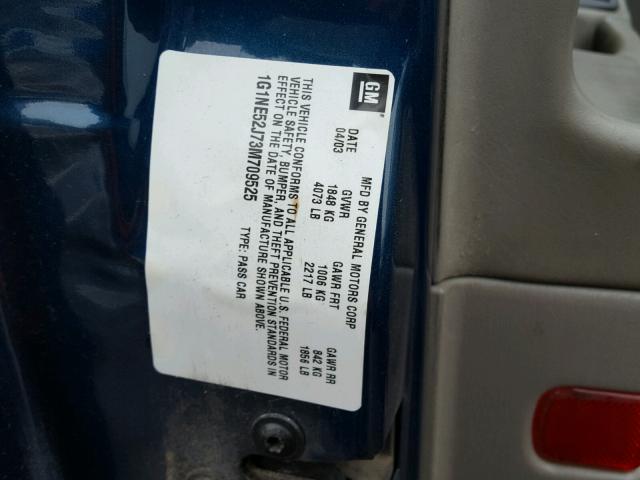 GM
MFD BY GENERAL MOTORS CORP
DATE GVWR GAWR FRT GAWR RR
04/03 1848 KG 1006 KG 842 KG
4073 LB 2217 LB 1856 LB
THIS VEHICLE CONFORMS TO ALL APPLICABLE U.S. FEDERAL MOTOR
VEHICLE SAFETY, BUMPER, AND THEFT PREVENTION STANDARDS IN
EFFECT ON THE DATE OF MANUFACTURE SHOWN ABOVE.
1G1NE52J73M709525 TYPE: PASS CAR